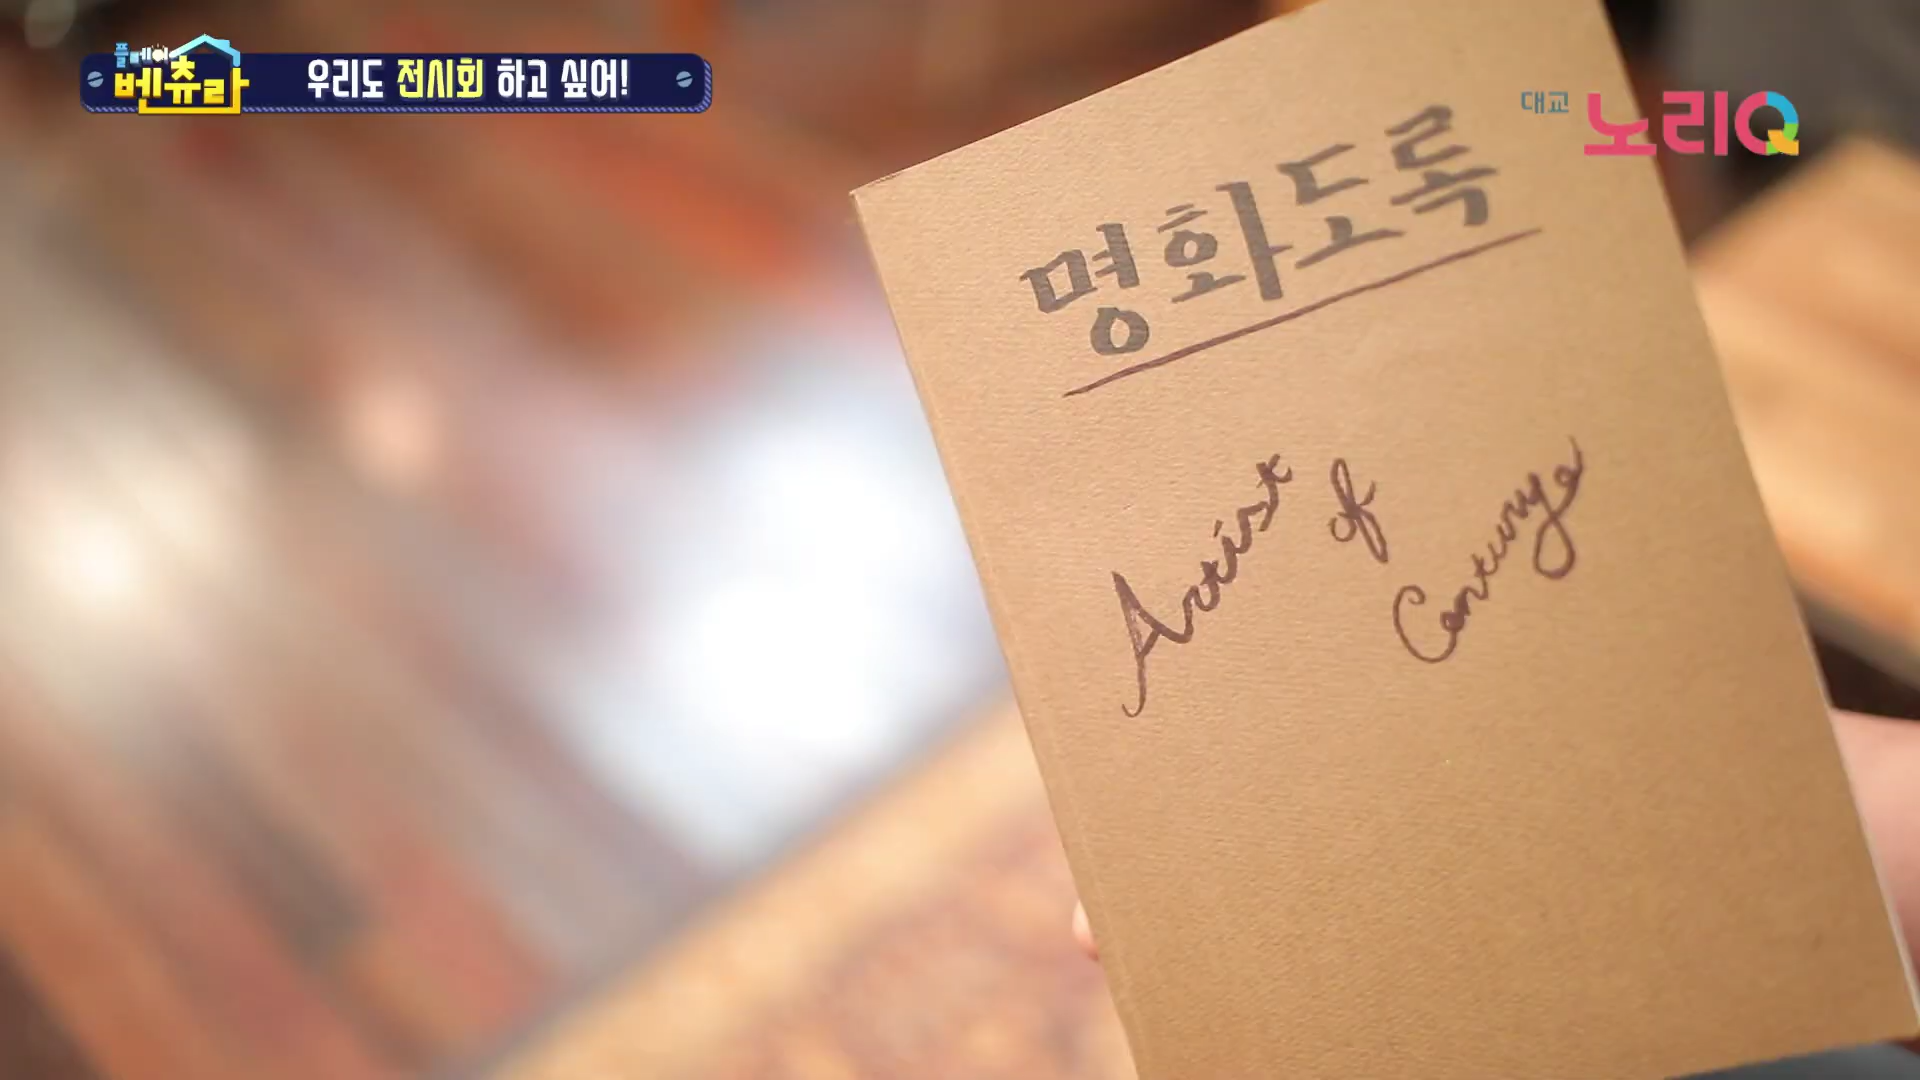 플레이
벤츄라
우리도 전시회 하고 싶어!
대교 노리Q
명화도록
Artist of Century